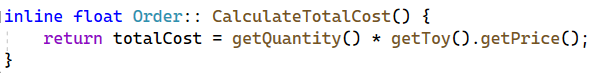 inline float Order:: CalculateTotalCost() {
    return totalCost = getQuantity() * getToy().getPrice();
}